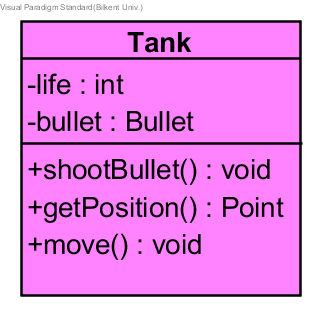 Visual Paradigm Standard(Bilkent Univ.)
Tank
-life : int
-bullet : Bullet
+shootBullet() : void
+getPosition() : Point
+move() : void